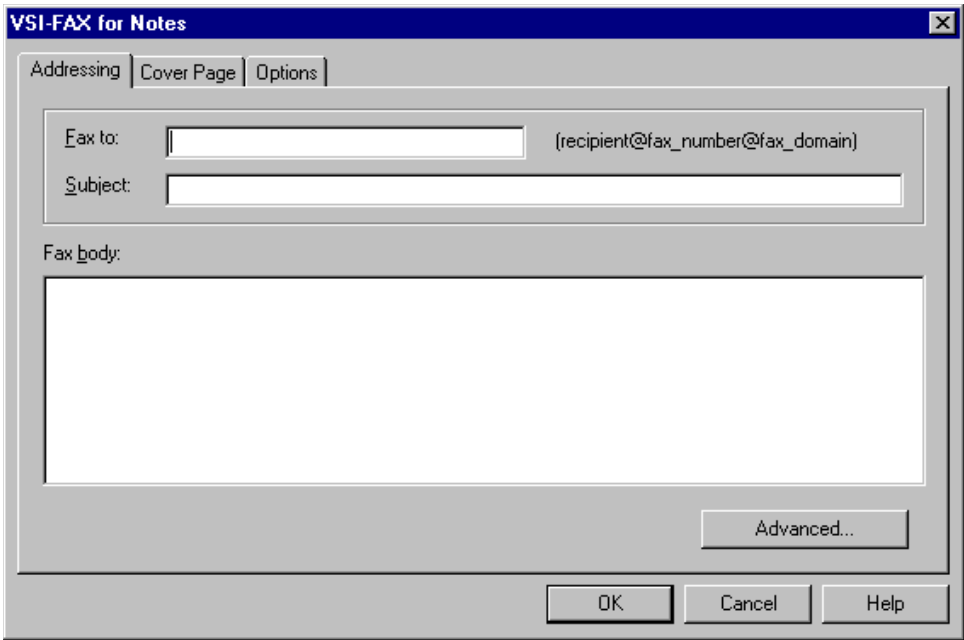 VSI-FAX for Notes
Addressing Cover Page Options
Fax to: (recipient@fax_number@fax_domain)
Subject:
Fax body:
Advanced...
OK Cancel Help